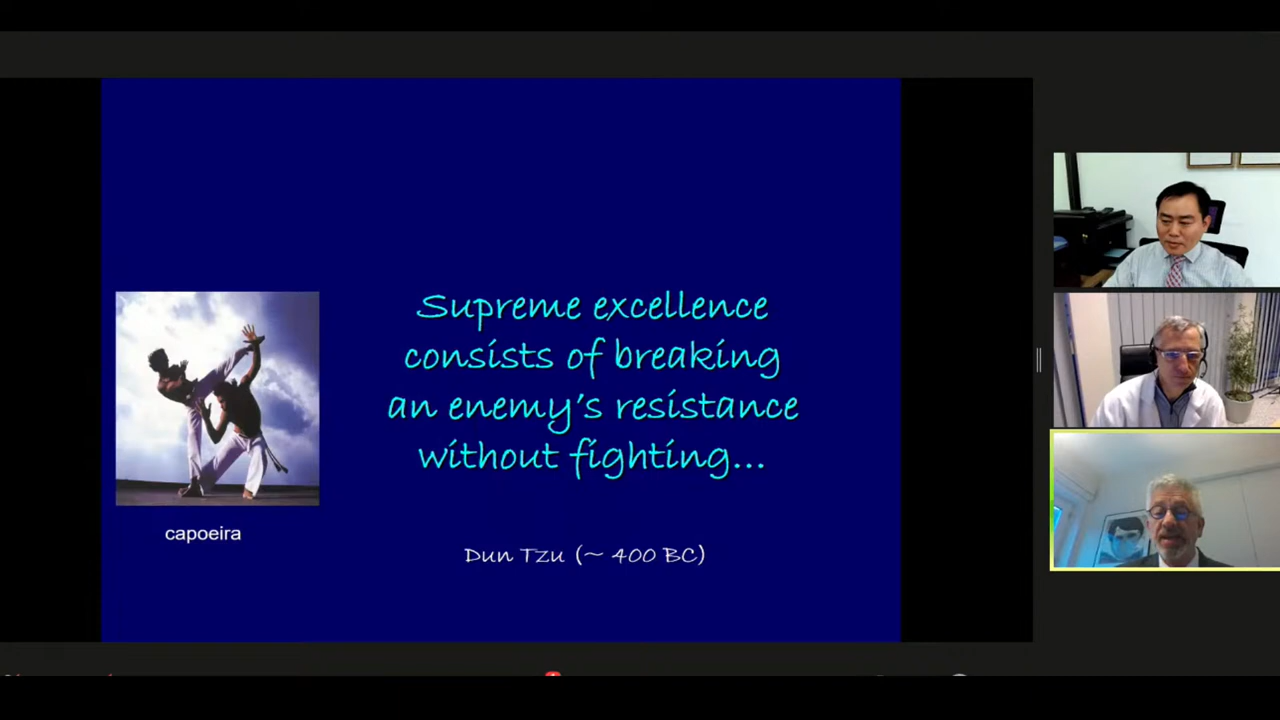 Supreme excellence
consists of breaking
an enemy's resistance
without fighting...
capoeira
Dun Tzu (~ 400 BC)